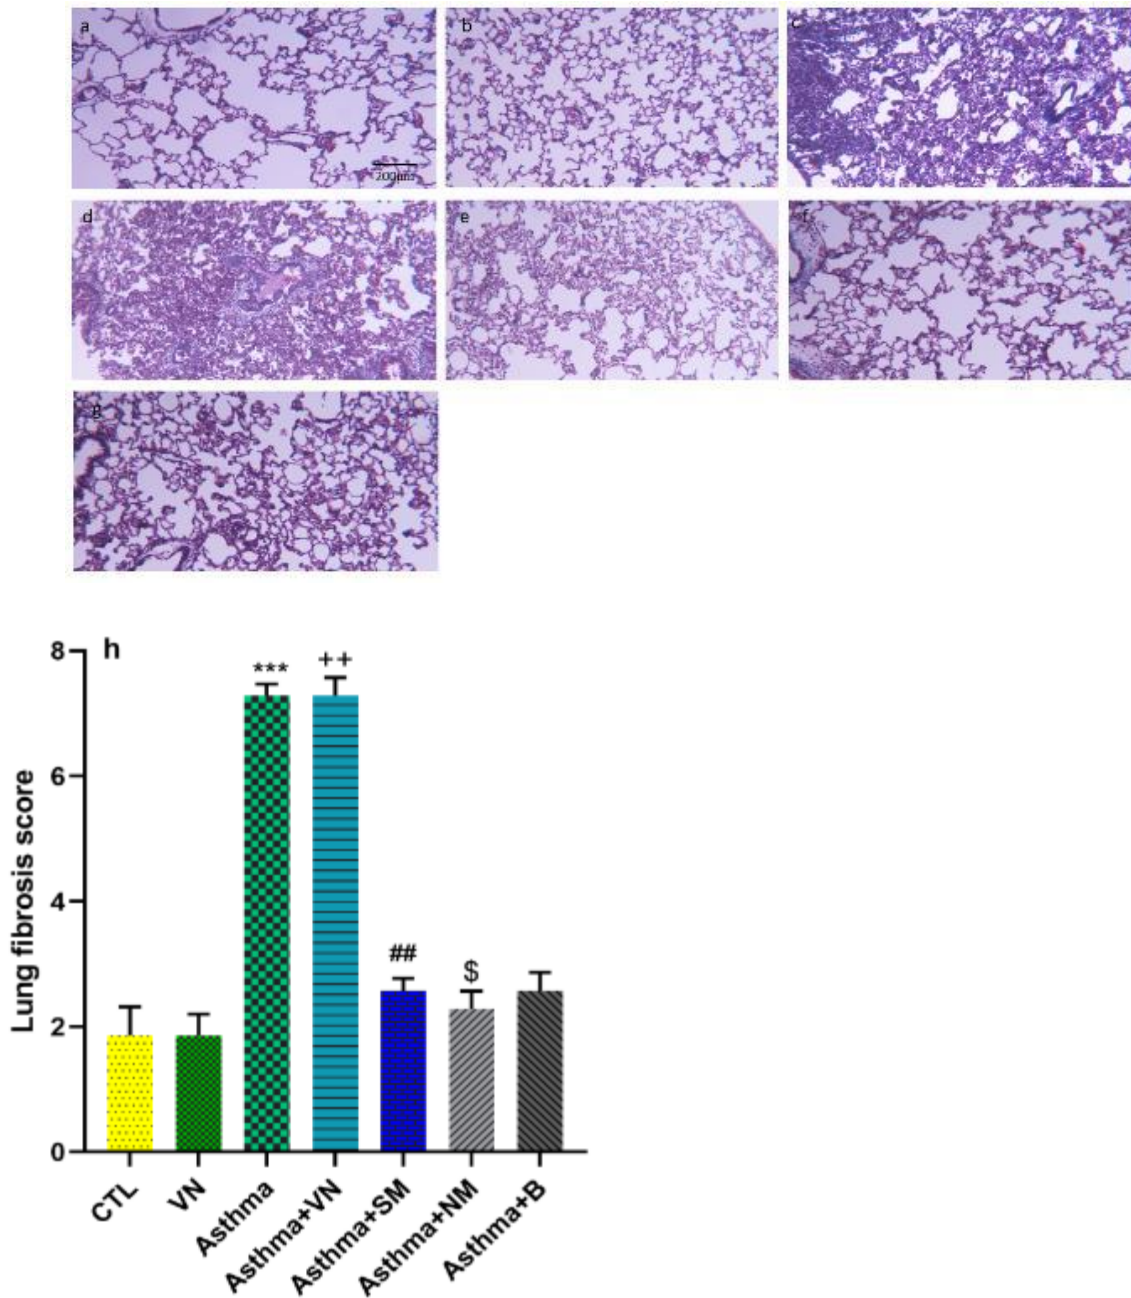 a
b
c
200µm
d
e
f
g
h
8
6
4
2
0
Lung fibrosis score
***
++
##
$
CTL
VN
Asthma
Asthma+VN
Asthma+SM
Asthma+NM
Asthma+B